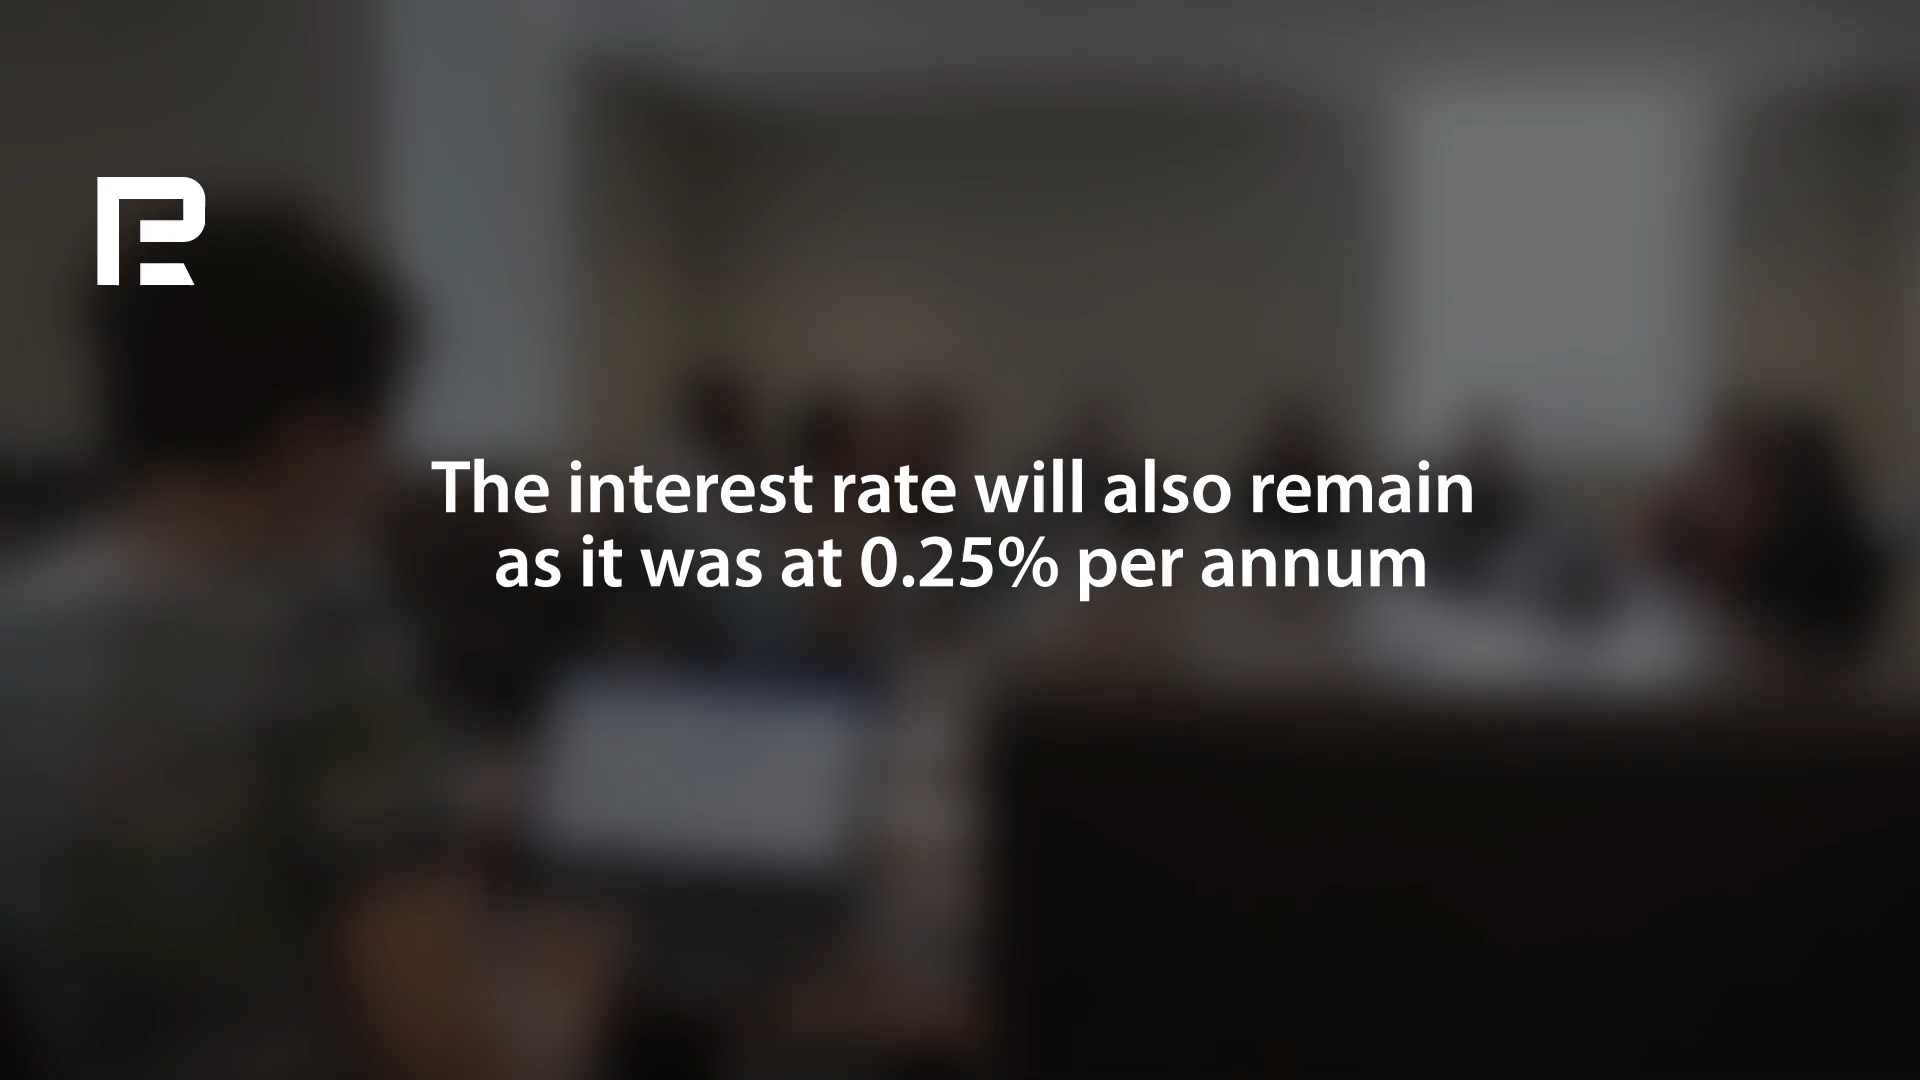 The interest rate will also remain
as it was at 0.25% per annum